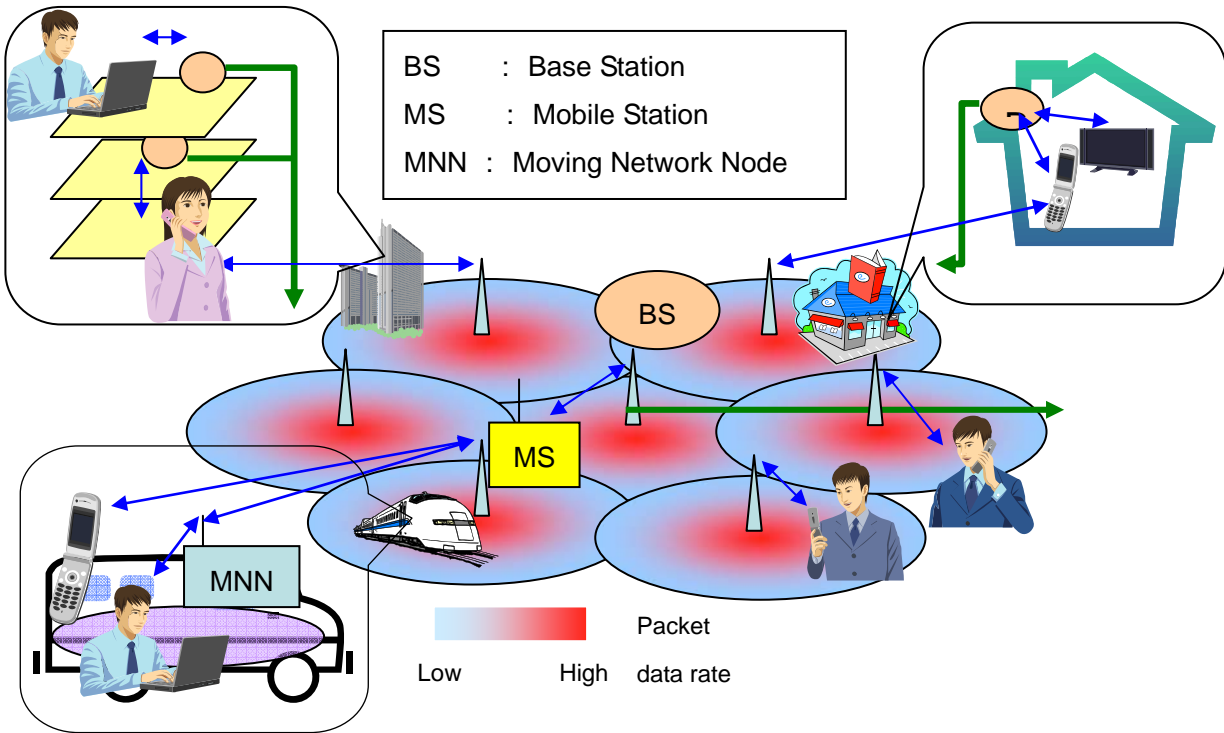 BS : Base Station
MS : Mobile Station
MNN : Moving Network Node
BS
MS
MNN
Packet
Low High data rate